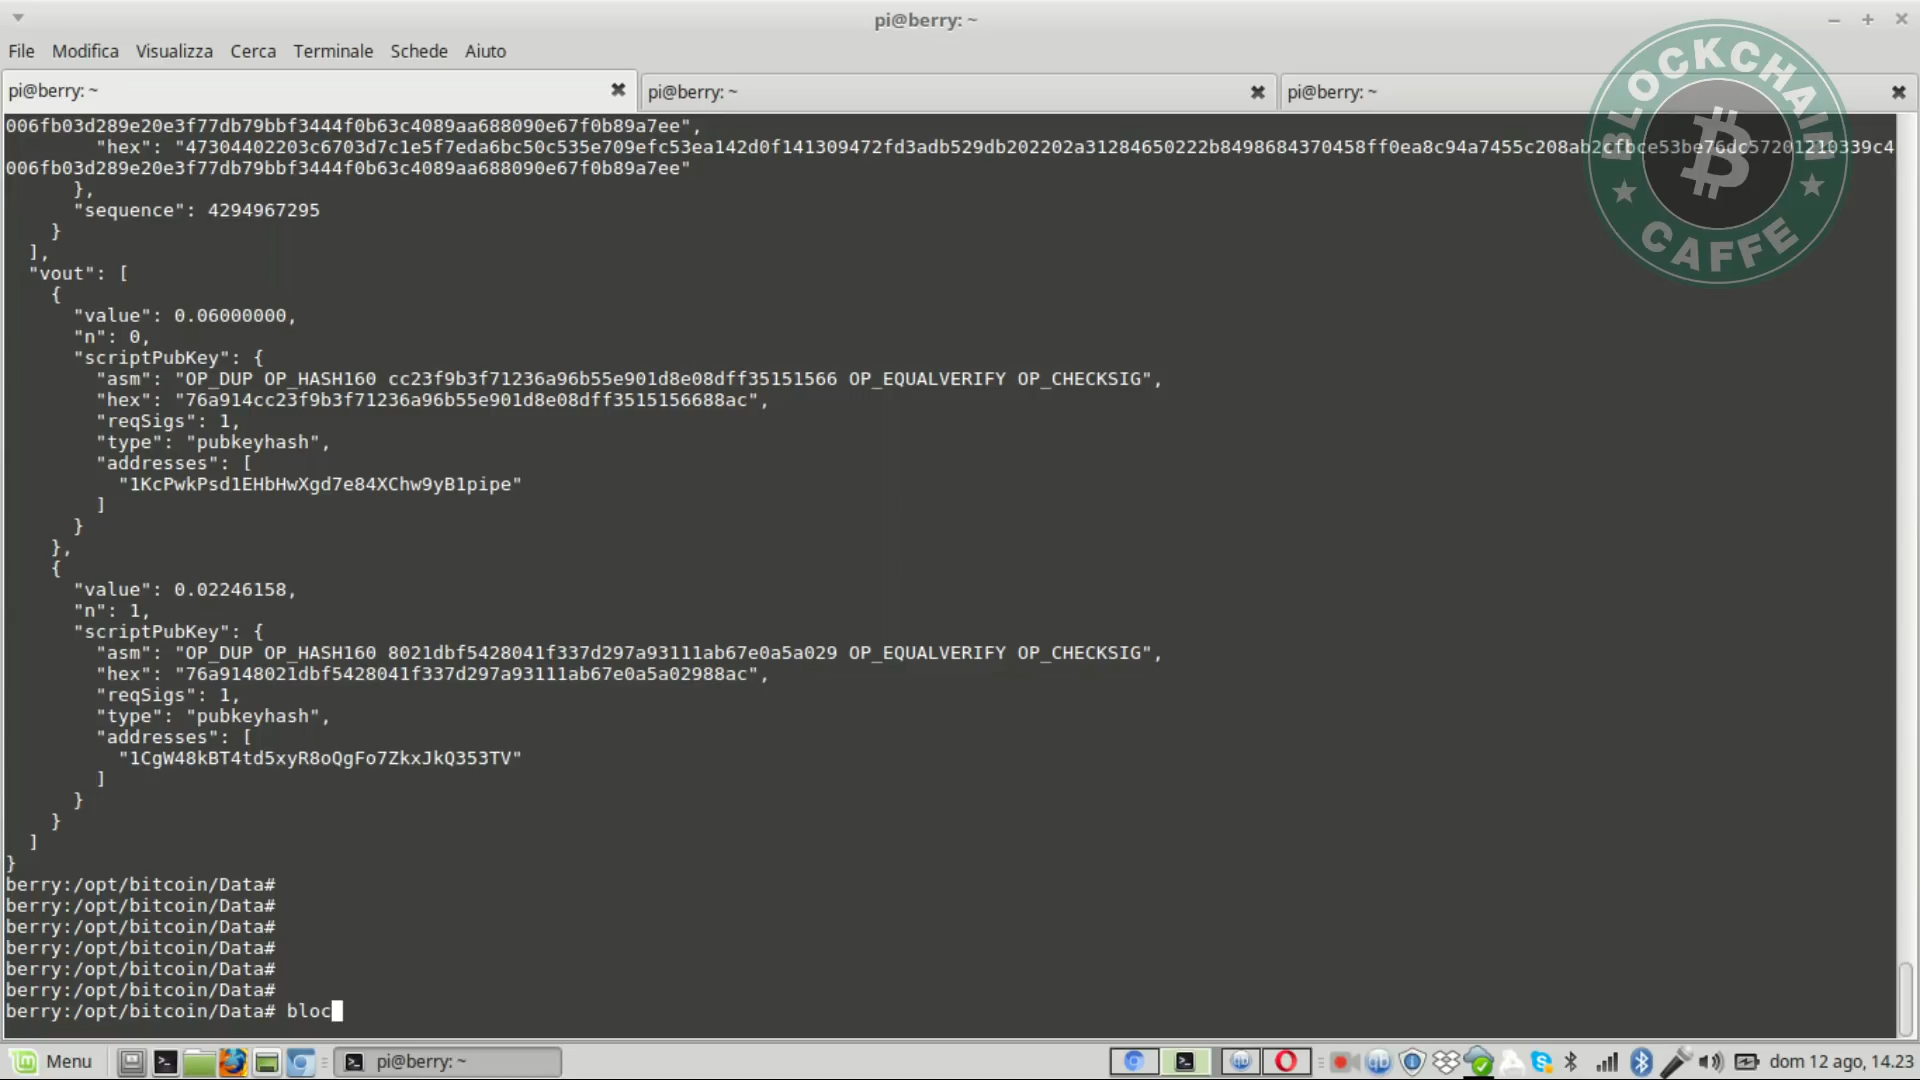 pi@berry: ~
File Modifica Visualizza Cerca Terminale Schede Aiuto
pi@berry: ~ pi@berry: ~ pi@berry: ~
006fb03d289e20e3f77db79bbf3444f0b63c4089aa688090e67f0b89a7ee",
"hex": "47304402203c6703d7c1e5f7eda6bc50c535e709efc53ea142d0f141309472fd3adb529db202202a31284650222b8498684370458ff0ea8c94a7455c208ab2cfbce53be76dc57201210339c4
006fb03d289e20e3f77db79bbf3444f0b63c4089aa688090e67f0b89a7ee"
},
"sequence": 4294967295
}
],
"vout": [
{
"value": 0.06000000,
"n": 0,
"scriptPubKey": {
"asm": "OP_DUP OP_HASH160 cc23f9b3f71236a96b55e901d8e08dff35151566 OP_EQUALVERIFY OP_CHECKSIG",
"hex": "76a914cc23f9b3f71236a96b55e901d8e08dff3515156688ac",
"reqSigs": 1,
"type": "pubkeyhash",
"addresses": [
"1KcPwkPsd1EHbHwXgd7e84XChw9yB1pipe"
]
}
},
{
"value": 0.02246158,
"n": 1,
"scriptPubKey": {
"asm": "OP_DUP OP_HASH160 8021dbf5428041f337d297a93111ab67e0a5a029 OP_EQUALVERIFY OP_CHECKSIG",
"hex": "76a9148021dbf5428041f337d297a93111ab67e0a5a02988ac",
"reqSigs": 1,
"type": "pubkeyhash",
"addresses": [
"1CgW48kBT4td5xyR8oQgFo7ZkxJkQ353TV"
]
}
}
]
}
berry:/opt/bitcoin/Data#
berry:/opt/bitcoin/Data#
berry:/opt/bitcoin/Data#
berry:/opt/bitcoin/Data#
berry:/opt/bitcoin/Data#
berry:/opt/bitcoin/Data#
berry:/opt/bitcoin/Data# bloc
BLOCKCHAIN
CAFFE
Menu pi@berry: ~ dom 12 ago, 14.23